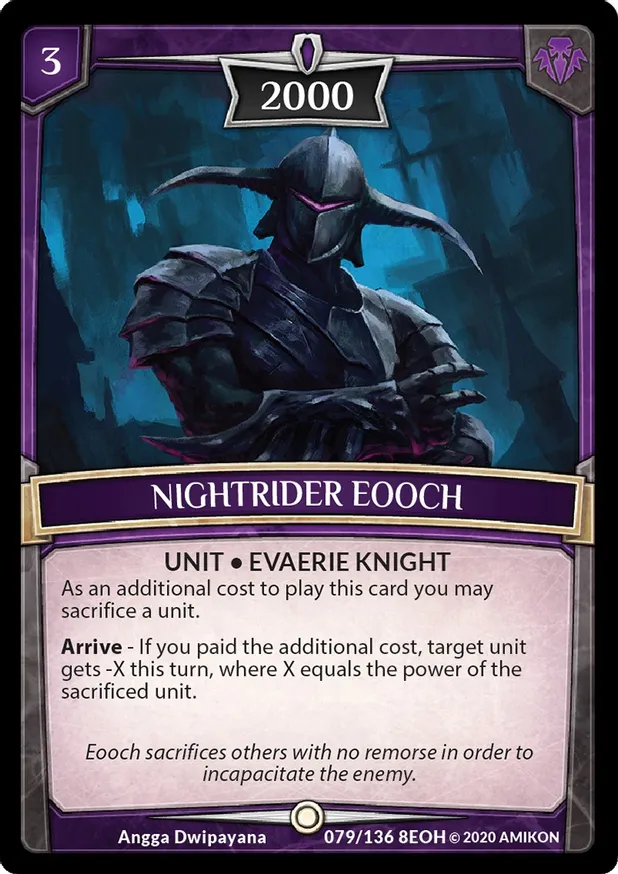 3
2000
NIGHTRIDER EOOCH
UNIT • EVAERIE KNIGHT
As an additional cost to play this card you may
sacrifice a unit.
Arrive - If you paid the additional cost, target unit
gets -X this turn, where X equals the power of the
sacrificed unit.
Eooch sacrifices others with no remorse in order to
incapacitate the enemy.
Angga Dwipayana 079/136 8EOH © 2020 AMIKON